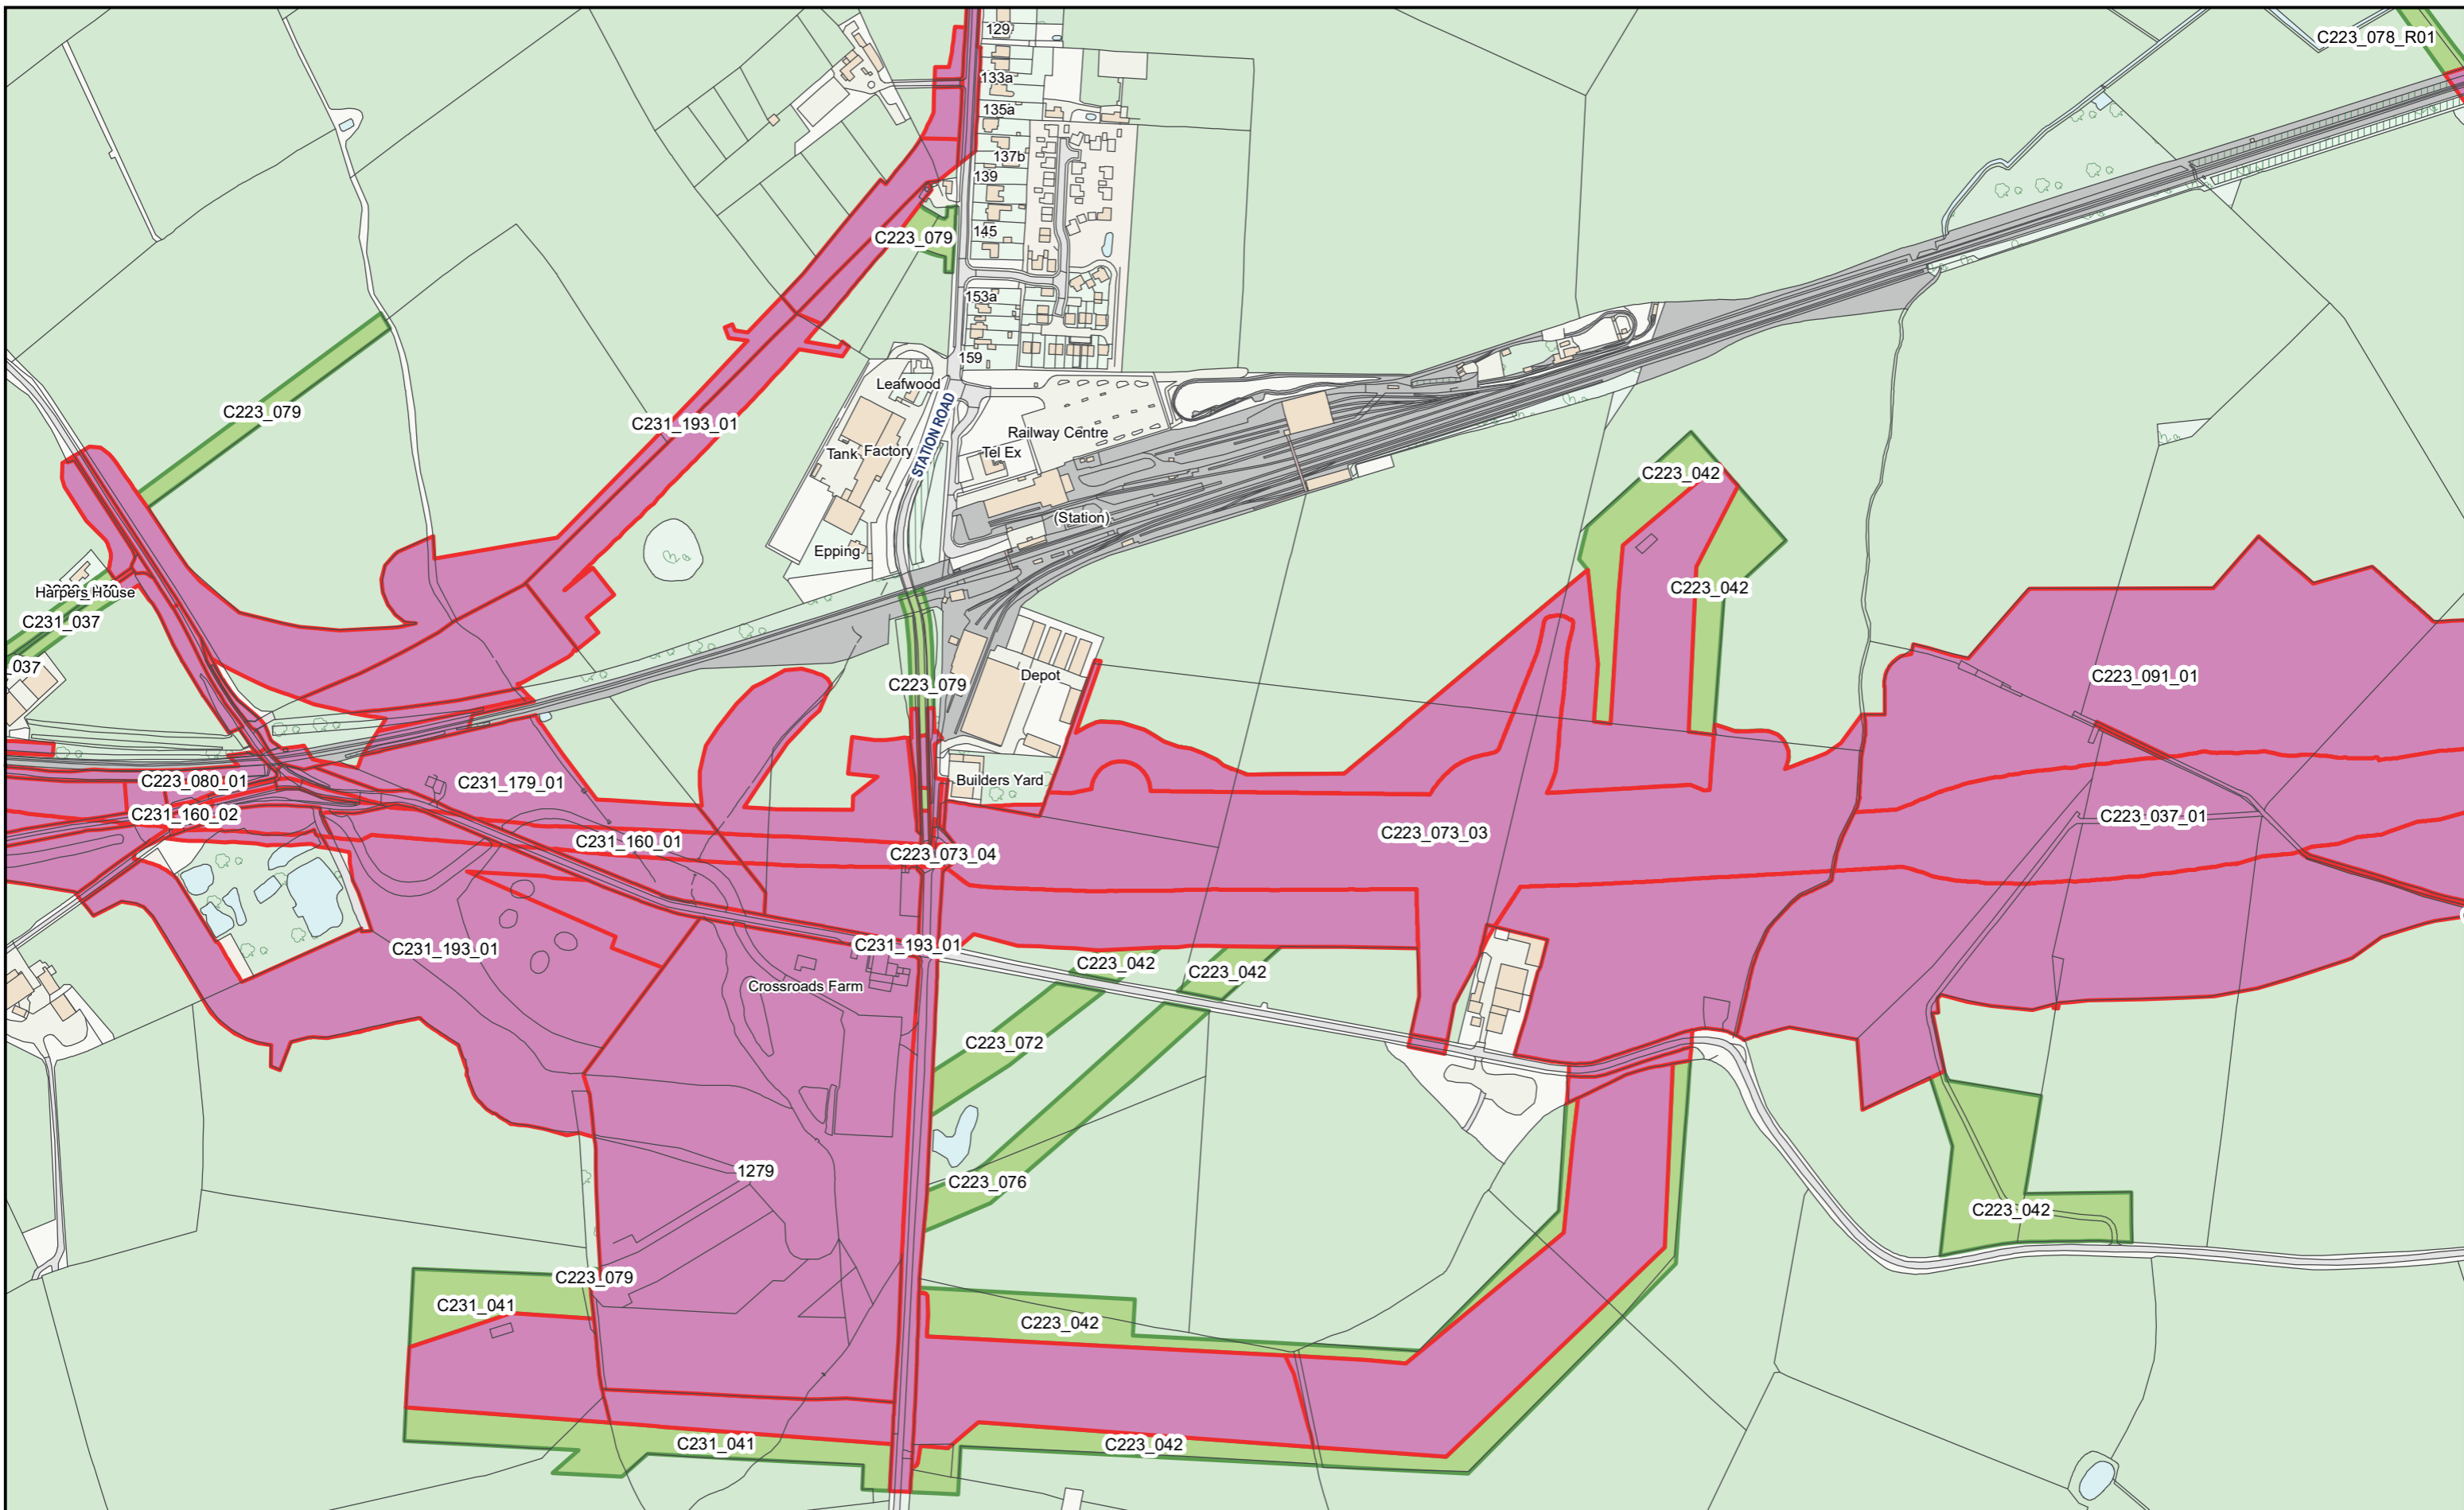 129
C223_078_R01
133a
135a
137b
139
145
C223_079
153a
159
Leafwood
C223_079
C231_193_01
STATION ROAD
Railway Centre
Tank
Factory
Tel Ex
C223_042
(Station)
Epping
C223_042
Harpers House
C231_037
037
Depot
C223_091_01
C223_079
C223_080_01
C231_179_01
Builders Yard
C231_160_02
C223_037_01
C231_160_01
C223_073_03
C223_073_04
C231_193_01
C231_193_01
C223_042
C223_042
Crossroads Farm
C223_072
1279
C223_076
C223_042
C223_079
C231_041
C223_042
C231_041
C223_042